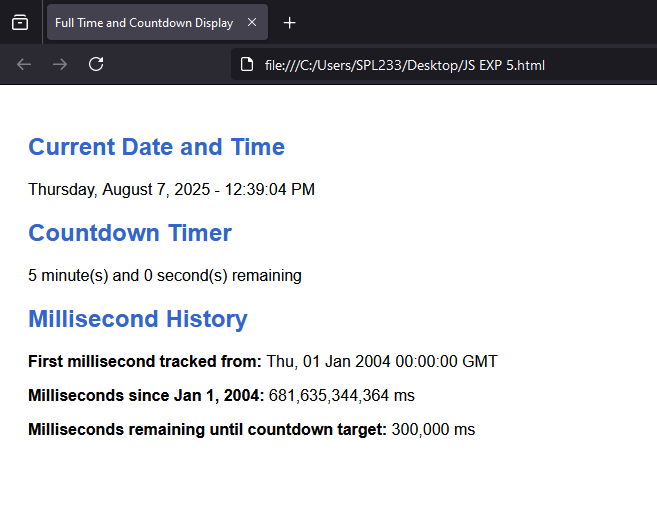 Full Time and Countdown Display
file:///C:/Users/SPL233/Desktop/JS EXP 5.html
Current Date and Time
Thursday, August 7, 2025 - 12:39:04 PM
Countdown Timer
5 minute(s) and 0 second(s) remaining
Millisecond History
First millisecond tracked from: Thu, 01 Jan 2004 00:00:00 GMT
Milliseconds since Jan 1, 2004: 681,635,344,364 ms
Milliseconds remaining until countdown target: 300,000 ms